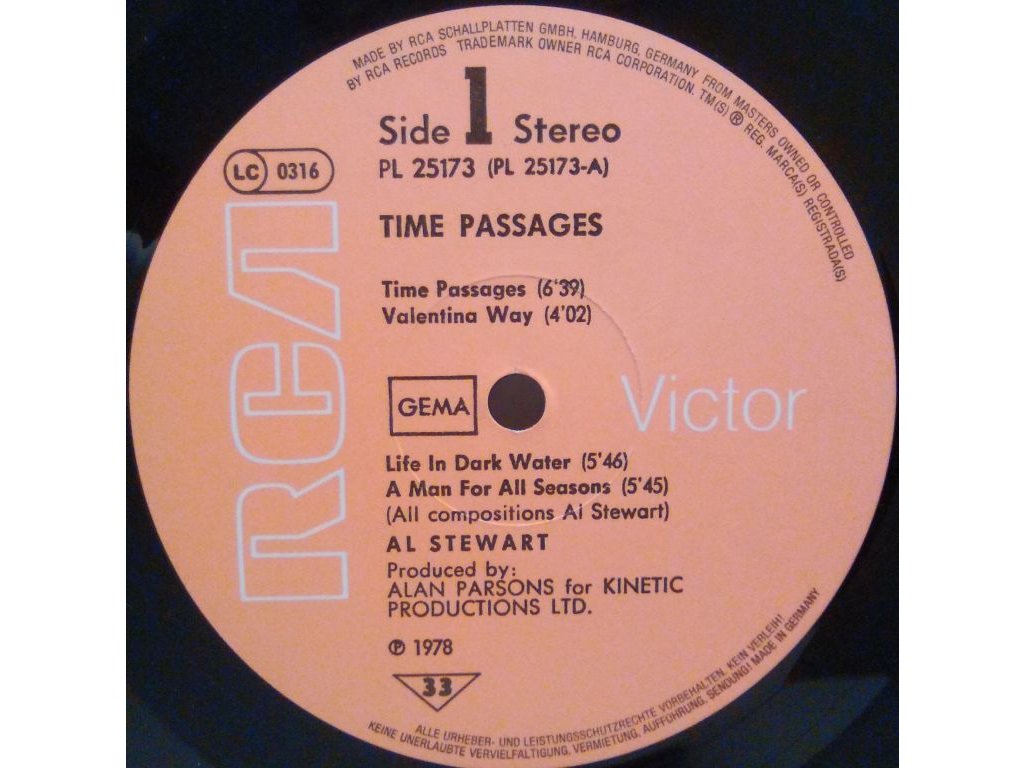 MADE BY RCA SCHALLPLATTEN GMBH, HAMBURG, GERMANY FROM MASTERS OWNED OR CONTROLLED
BY RCA RECORDS TRADEMARK OWNER RCA CORPORATION. TM(S) ® REG. MARCA(S) REGISTRADA(S)
Side 1 Stereo
PL 25173 (PL 25173-A)
LC 0316
TIME PASSAGES
Time Passages (6'39)
Valentina Way (4'02)
RCA
GEMA
Victor
Life In Dark Water (5'46)
A Man For All Seasons (5'45)
(All compositions Al Stewart)
AL STEWART
Produced by:
ALAN PARSONS for KINETIC
PRODUCTIONS LTD.
℗ 1978
33
ALLE URHEBER- UND LEISTUNGSSCHUTZRECHTE VORBEHALTEN. KEIN VERLEIH!
KEINE UNERLAUBTE VERVIELFÄLTIGUNG, VERMIETUNG, AUFFÜHRUNG, SENDUNG! MADE IN GERMANY